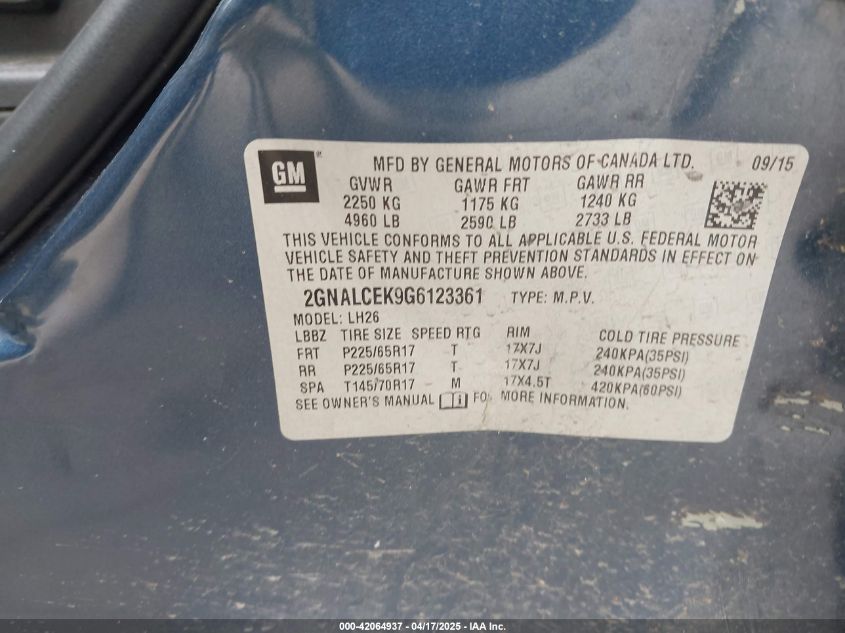 GM
MFD BY GENERAL MOTORS OF CANADA LTD. 09/15
GVWR GAWR FRT GAWR RR
2250 KG 1175 KG 1240 KG
4960 LB 2590 LB 2733 LB
THIS VEHICLE CONFORMS TO ALL APPLICABLE U.S. FEDERAL MOTOR
VEHICLE SAFETY AND THEFT PREVENTION STANDARDS IN EFFECT ON
THE DATE OF MANUFACTURE SHOWN ABOVE.
2GNALCEK9G6123361 TYPE: M.P.V.
MODEL: LH26
LBBZ TIRE SIZE SPEED RTG RIM COLD TIRE PRESSURE
FRT P225/65R17 T 17X7J 240KPA(35PSI)
RR P225/65R17 T 17X7J 240KPA(35PSI)
SPA T145/70R17 M 17X4.5T 420KPA(60PSI)
SEE OWNER'S MANUAL FO MORE INFORMATION.
000-42064937 - 04/17/2025 - IAA Inc.